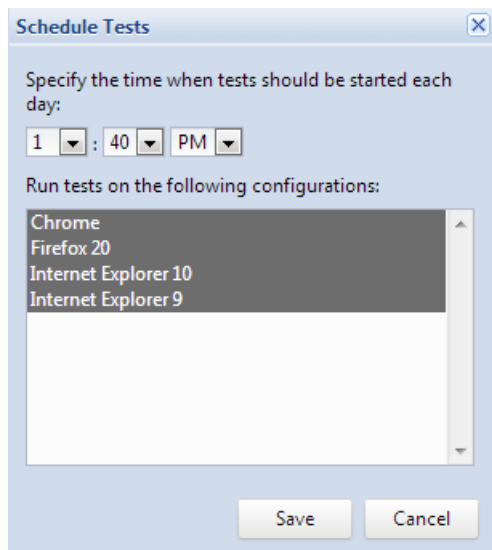 Schedule Tests
Specify the time when tests should be started each
day:
1 : 40 PM
Run tests on the following configurations:
Chrome
Firefox 20
Internet Explorer 10
Internet Explorer 9
Save Cancel